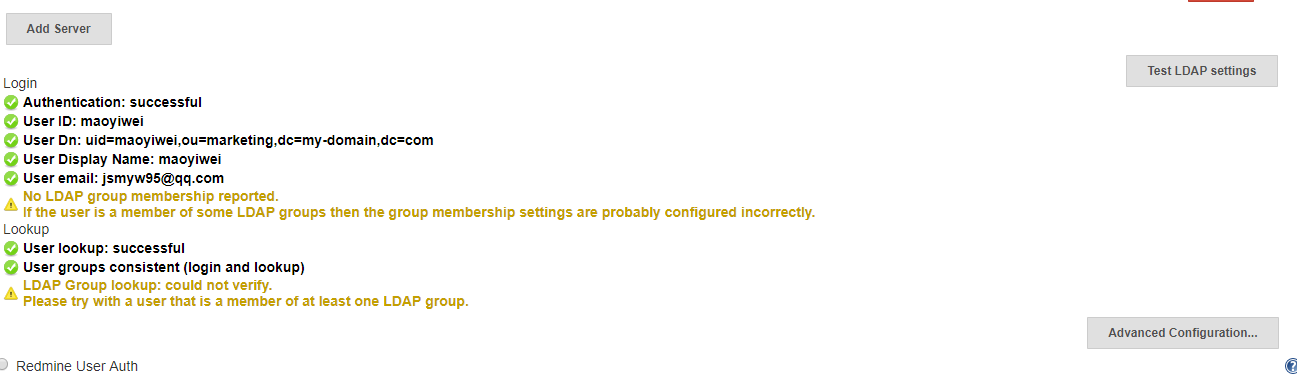 Add Server
Test LDAP settings
Login
Authentication: successful
User ID: maoyiwei
User Dn: uid=maoyiwei,ou=marketing,dc=my-domain,dc=com
User Display Name: maoyiwei
User email: jsmyw95@qq.com
No LDAP group membership reported.
If the user is a member of some LDAP groups then the group membership settings are probably configured incorrectly.
Lookup
User lookup: successful
User groups consistent (login and lookup)
LDAP Group lookup: could not verify.
Please try with a user that is a member of at least one LDAP group.
Advanced Configuration...
Redmine User Auth